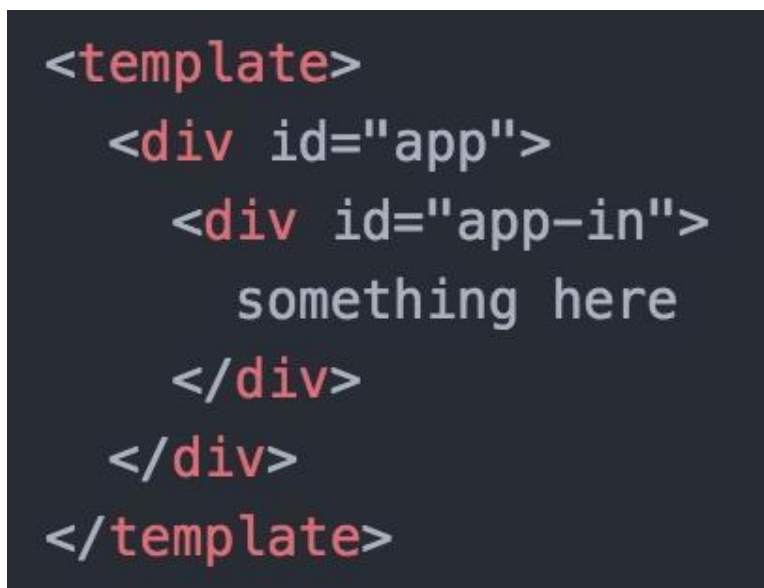 <template>
  <div id="app">
    <div id="app-in">
      something here
    </div>
  </div>
</template>